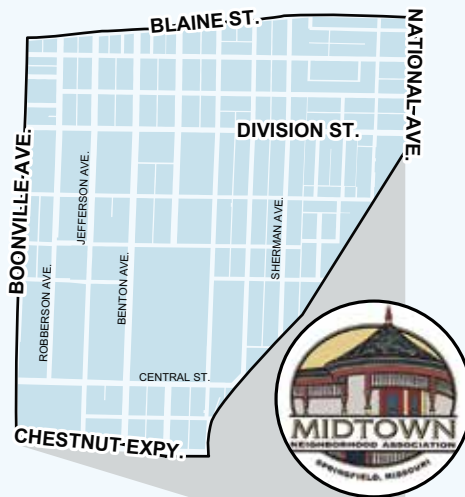 BLAINE ST.
NATIONAL AVE.
DIVISION ST.
BOONVILLE AVE.
JEFFERSON AVE.
SHERMAN AVE.
BENTON AVE.
ROBBERSON AVE.
CENTRAL ST.
CHESTNUT EXPY.
MIDTOWN
NEIGHBORHOOD ASSOCIATION
SPRINGFIELD, MISSOURI